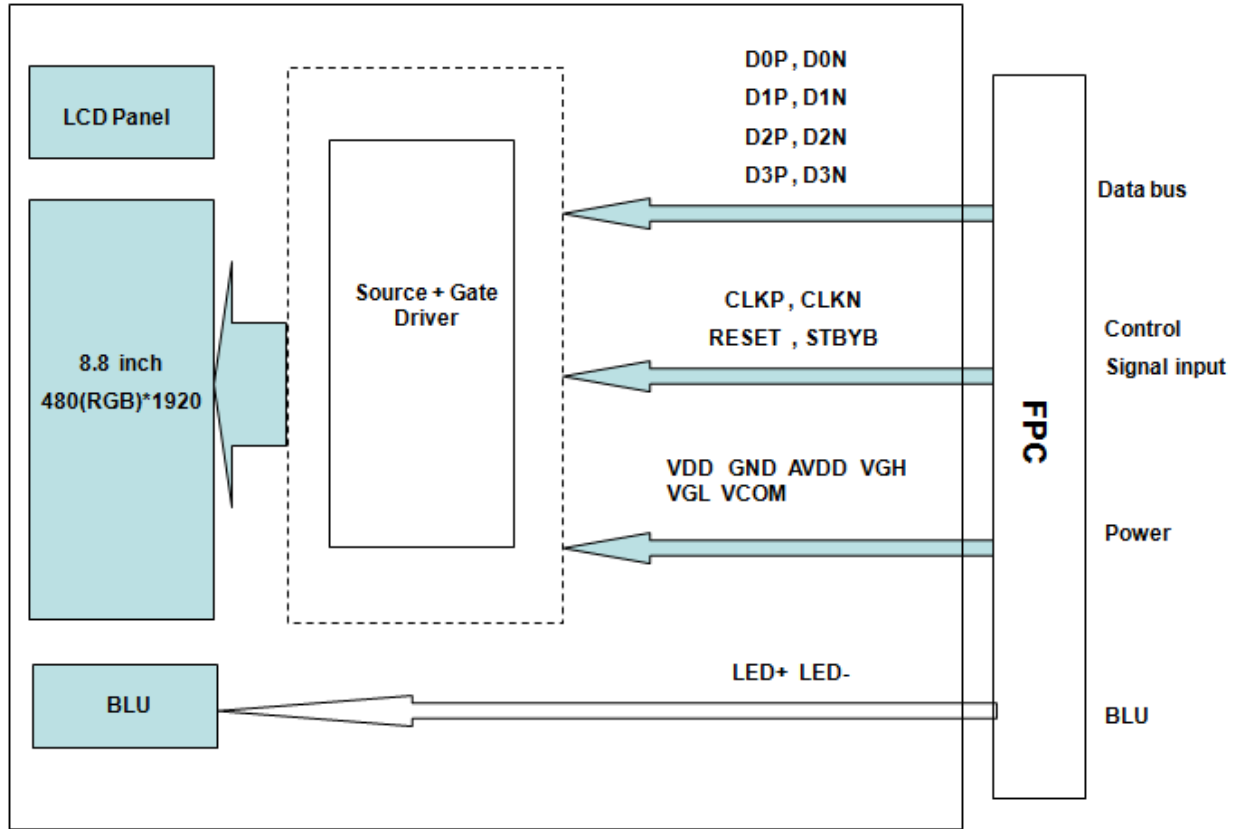 LCD Panel
8.8 inch
480(RGB)*1920
BLU
Source + Gate
Driver
D0P , D0N
D1P , D1N
D2P , D2N
D3P , D3N
CLKP, CLKN
RESET , STBYB
VDD GND AVDD VGH
VGL VCOM
LED+ LED-
FPC
Data bus
Control
Signal input
Power
BLU